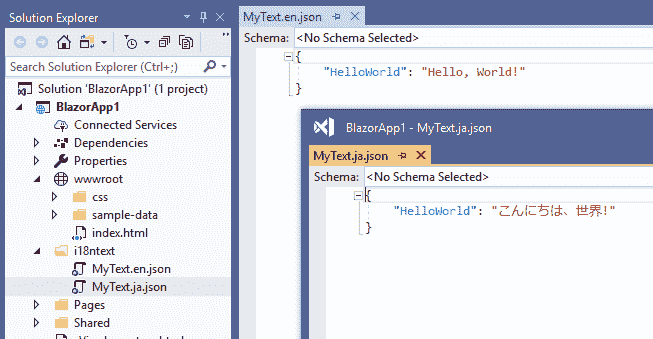 Solution Explorer
Search Solution Explorer (Ctrl+;)
Solution 'BlazorApp1' (1 project)
BlazorApp1
Connected Services
Dependencies
Properties
wwwroot
css
sample-data
index.html
i18ntext
MyText.en.json
MyText.ja.json
Pages
Shared
MyText.en.json
Schema: <No Schema Selected>
{
"HelloWorld": "Hello, World!"
}
BlazorApp1 - MyText.ja.json
MyText.ja.json
Schema: <No Schema Selected>
{
"HelloWorld": "こんにちは、世界!"
}